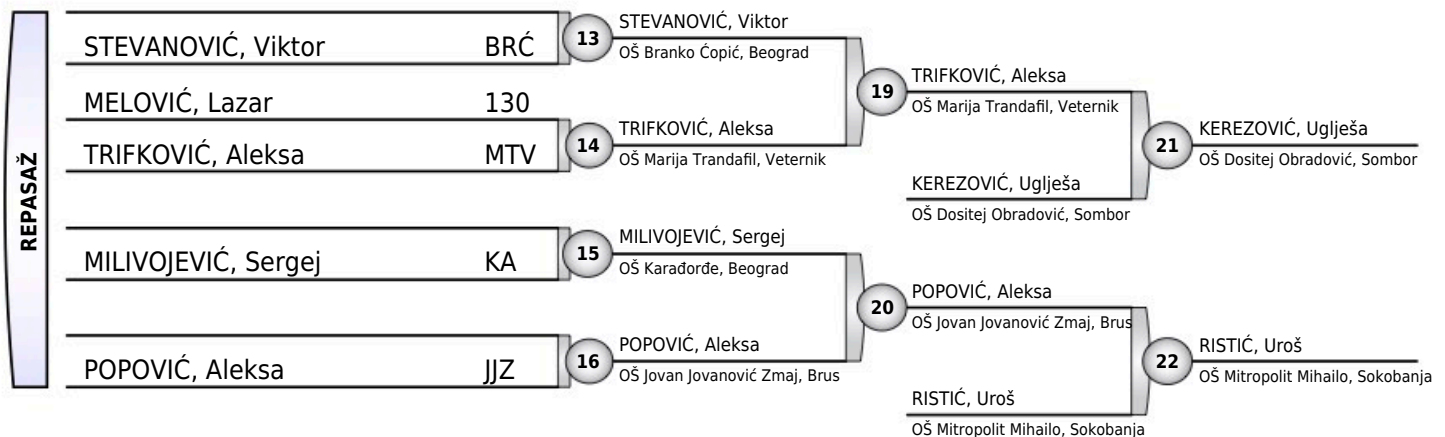 REPASAŽ
STEVANOVIĆ, Viktor BRĆ
MELOVIĆ, Lazar 130
TRIFKOVIĆ, Aleksa MTV
MILIVOJEVIĆ, Sergej KA
POPOVIĆ, Aleksa JJZ
13
STEVANOVIĆ, Viktor
OŠ Branko Ćopić, Beograd
14
TRIFKOVIĆ, Aleksa
OŠ Marija Trandafil, Veternik
15
MILIVOJEVIĆ, Sergej
OŠ Karađorđe, Beograd
16
POPOVIĆ, Aleksa
OŠ Jovan Jovanović Zmaj, Brus
19
TRIFKOVIĆ, Aleksa
OŠ Marija Trandafil, Veternik
KEREZOVIĆ, Uglješa
OŠ Dositej Obradović, Sombor
20
POPOVIĆ, Aleksa
OŠ Jovan Jovanović Zmaj, Brus
RISTIĆ, Uroš
OŠ Mitropolit Mihailo, Sokobanja
21
KEREZOVIĆ, Uglješa
OŠ Dositej Obradović, Sombor
22
RISTIĆ, Uroš
OŠ Mitropolit Mihailo, Sokobanja